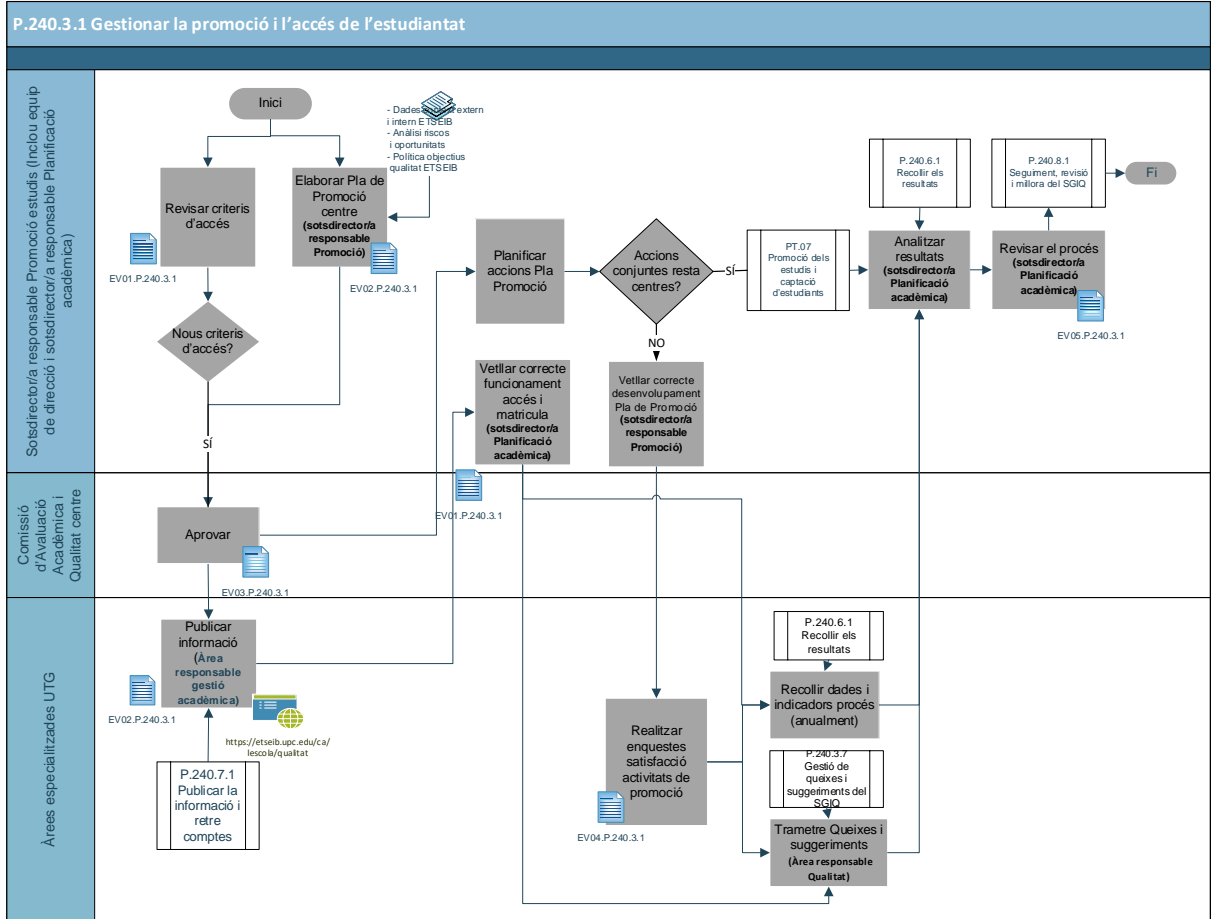 P.240.3.1 Gestionar la promoció i l'accés de l'estudiantat
Sotsdirector/a responsable Promoció estudis (Inclou equip
de direcció i sotsdirector/a responsable Planificació
acadèmica)
Inici
- Dades
extern
i intern ETSEIB
- Anàlisi riscos
i oportunitats
- Política objectius
qualitat ETSEIB
Revisar criteris
d'accés
EV01.P.240.3.1
Elaborar Pla de
Promoció
centre
(sotsdirector/a
responsable
Promoció)
EV02.P.240.3.1
Nous criteris
d'accés?
SÍ
Planificar
accions Pla
Promoció
Accions
conjuntes resta
centres?
SÍ
NO
PT.07
Promoció dels
estudis i
captació
d'estudiants
P.240.6.1
Recollir els
resultats
Analitzar
resultats
(sotsdirector/a
Planificació
acadèmica)
P.240.8.1
Seguiment, revisió
i millora del SGIQ
Fi
Revisar el procés
(sotsdirector/a
Planificació
acadèmica)
EV05.P.240.3.1
Vetllar correcte
funcionament
accés i
matricula
(sotsdirector/a
Planificació
acadèmica)
EV01.P.240.3.1
Vetllar correcte
desenvolupament
Pla de Promoció
(sotsdirector/a
responsable
Promoció)
Comissió
d'Avaluació
Acadèmica i
Qualitat centre
Aprovar
EV03.P.240.3.1
Àrees especialitzades UTG
Publicar
informació
(Àrea
responsable
gestió
acadèmica)
EV02.P.240.3.1
https://etseib.upc.edu/ca/
lescola/qualitat
P.240.7.1
Publicar la
informació i
retre
comptes
Realitzar
enquestes
satisfacció
activitats de
promoció
EV04.P.240.3.1
P.240.6.1
Recollir els
resultats
Recollir dades i
indicadors procés
(anualment)
P.240.3.7
Gestió de
queixes i
suggeriments del
SGIQ
Trametre Queixes i
suggeriments
(Àrea responsable
Qualitat)